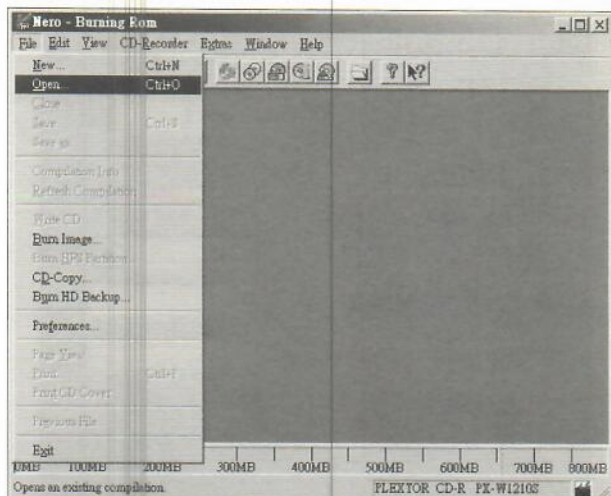 Nero - Burning Rom
File Edit View CD-Recorder Extras Window Help
New... Ctrl+N
Open... Ctrl+O
Close
Save Ctrl+S
Save as
Compilation Info
Refresh Compilation
Write CD
Burn Image...
Burn HFS Partition...
CD-Copy...
Burn HD Backup...
Preferences...
Page View
Print Ctrl+P
Print CD Cover
Previous File
Exit
0MB 100MB 200MB 300MB 400MB 500MB 600MB 700MB 800MB
Opens an existing compilation. PLEXTOR CD-R PX-W1210S